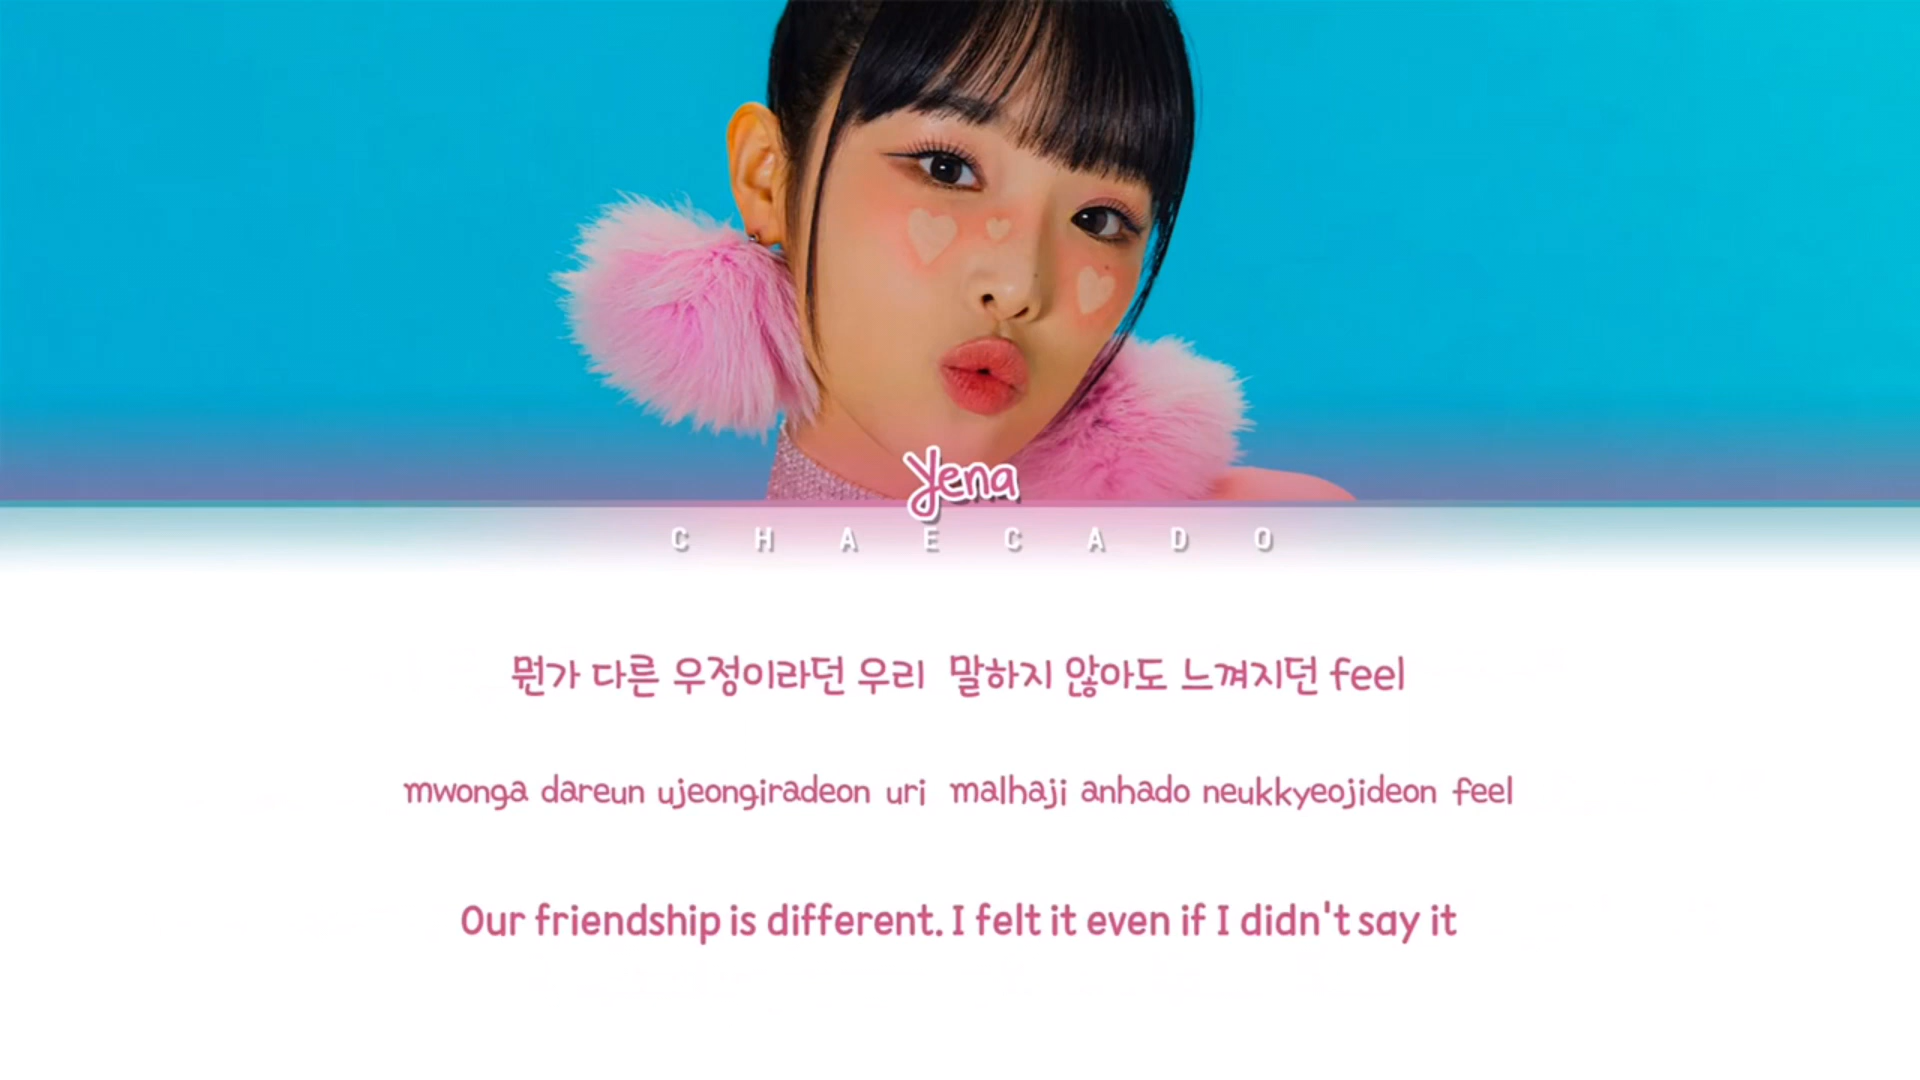 Yena
CHAECADO
뭔가 다른 우정이라던 우리 말하지 않아도 느껴지던 feel
mwonga dareun ujeongiradeon uri malhaji anhado neukkyeojideon feel
Our friendship is different. I felt it even if I didn't say it